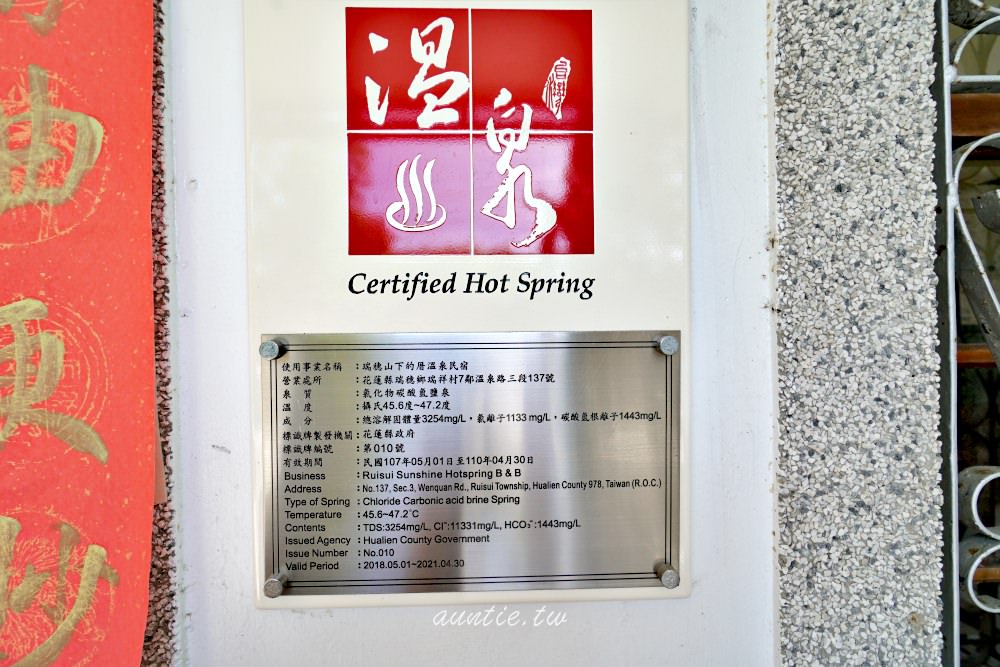 温泉
台灣
Certified Hot Spring
使用事業名稱：瑞穗山下的厝溫泉民宿
營業處所：花蓮縣瑞穗鄉瑞祥村7鄰溫泉路三段137號
泉質：氯化物碳酸氫鹽泉
溫度：攝氏45.6度~47.2度
成分：總溶解固體量3254mg/L，氯離子1133 mg/L，碳酸氫根離子1443mg/L
標識牌製發機關：花蓮縣政府
標識牌編號：第010號
有效期間：民國107年05月01日至110年04月30日
Business : Ruisui Sunshine Hotspring B & B
Address : No.137, Sec.3, Wenquan Rd., Ruisui Township, Hualien County 978, Taiwan (R.O.C.)
Type of Spring : Chloride Carbonic acid brine Spring
Temperature : 45.6~47.2°C
Contents : TDS:3254mg/L, Cl⁻:11331mg/L, HCO₃⁻:1443mg/L
Issued Agency : Hualien County Government
Issue Number : No.010
Valid Period : 2018.05.01~2021.04.30
auntie.tw